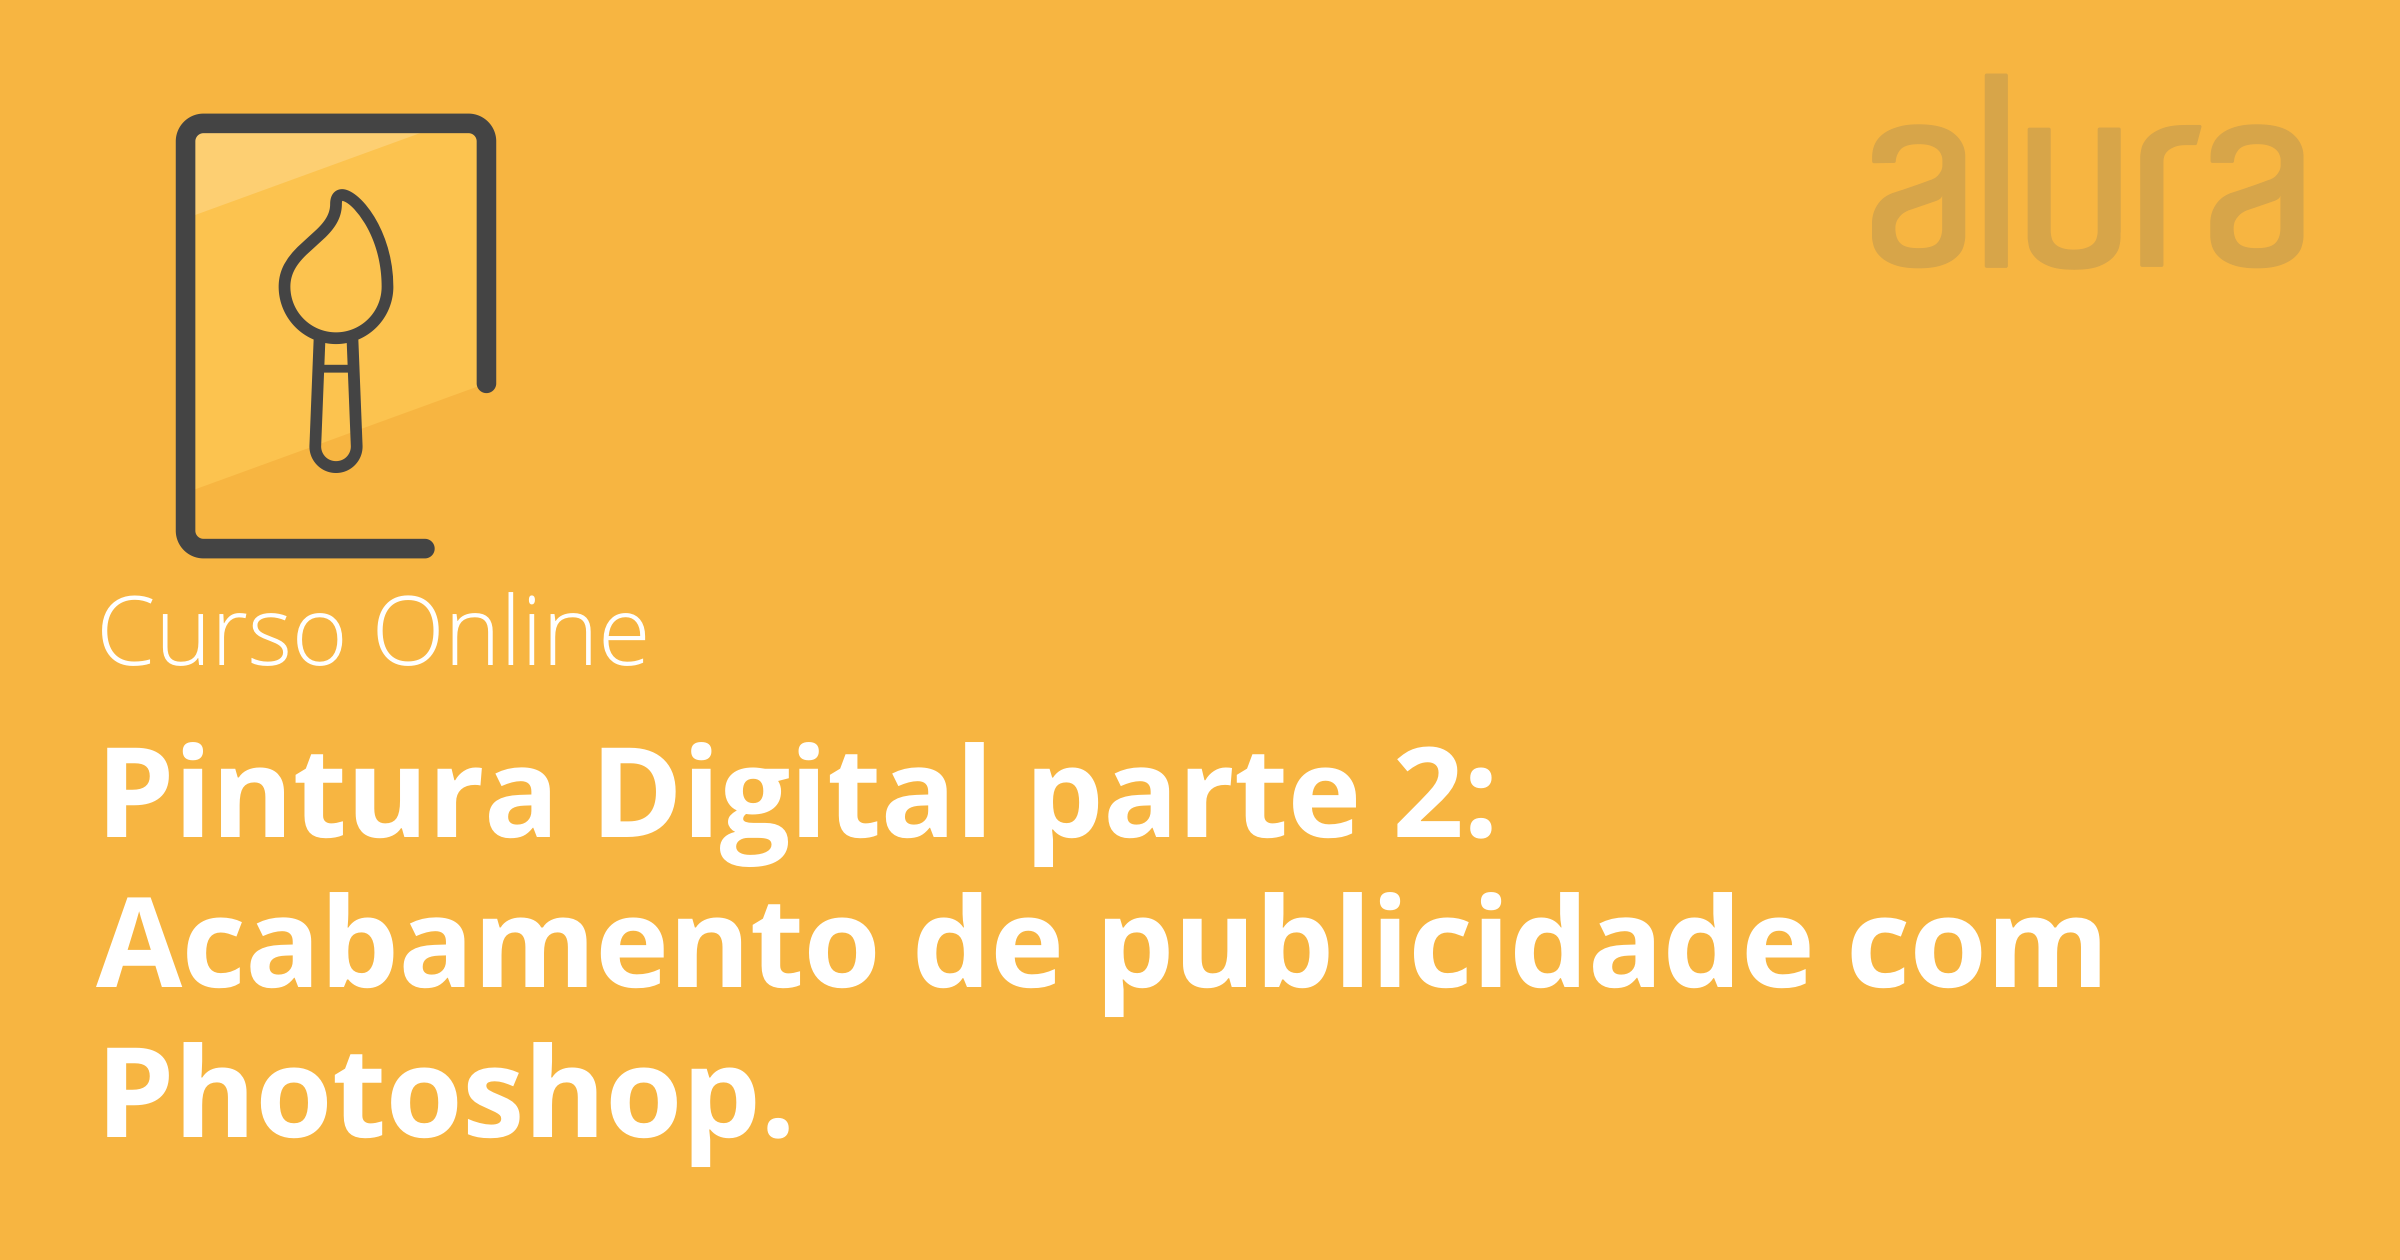 alura
Curso Online
Pintura Digital parte 2:
Acabamento de publicidade com
Photoshop.